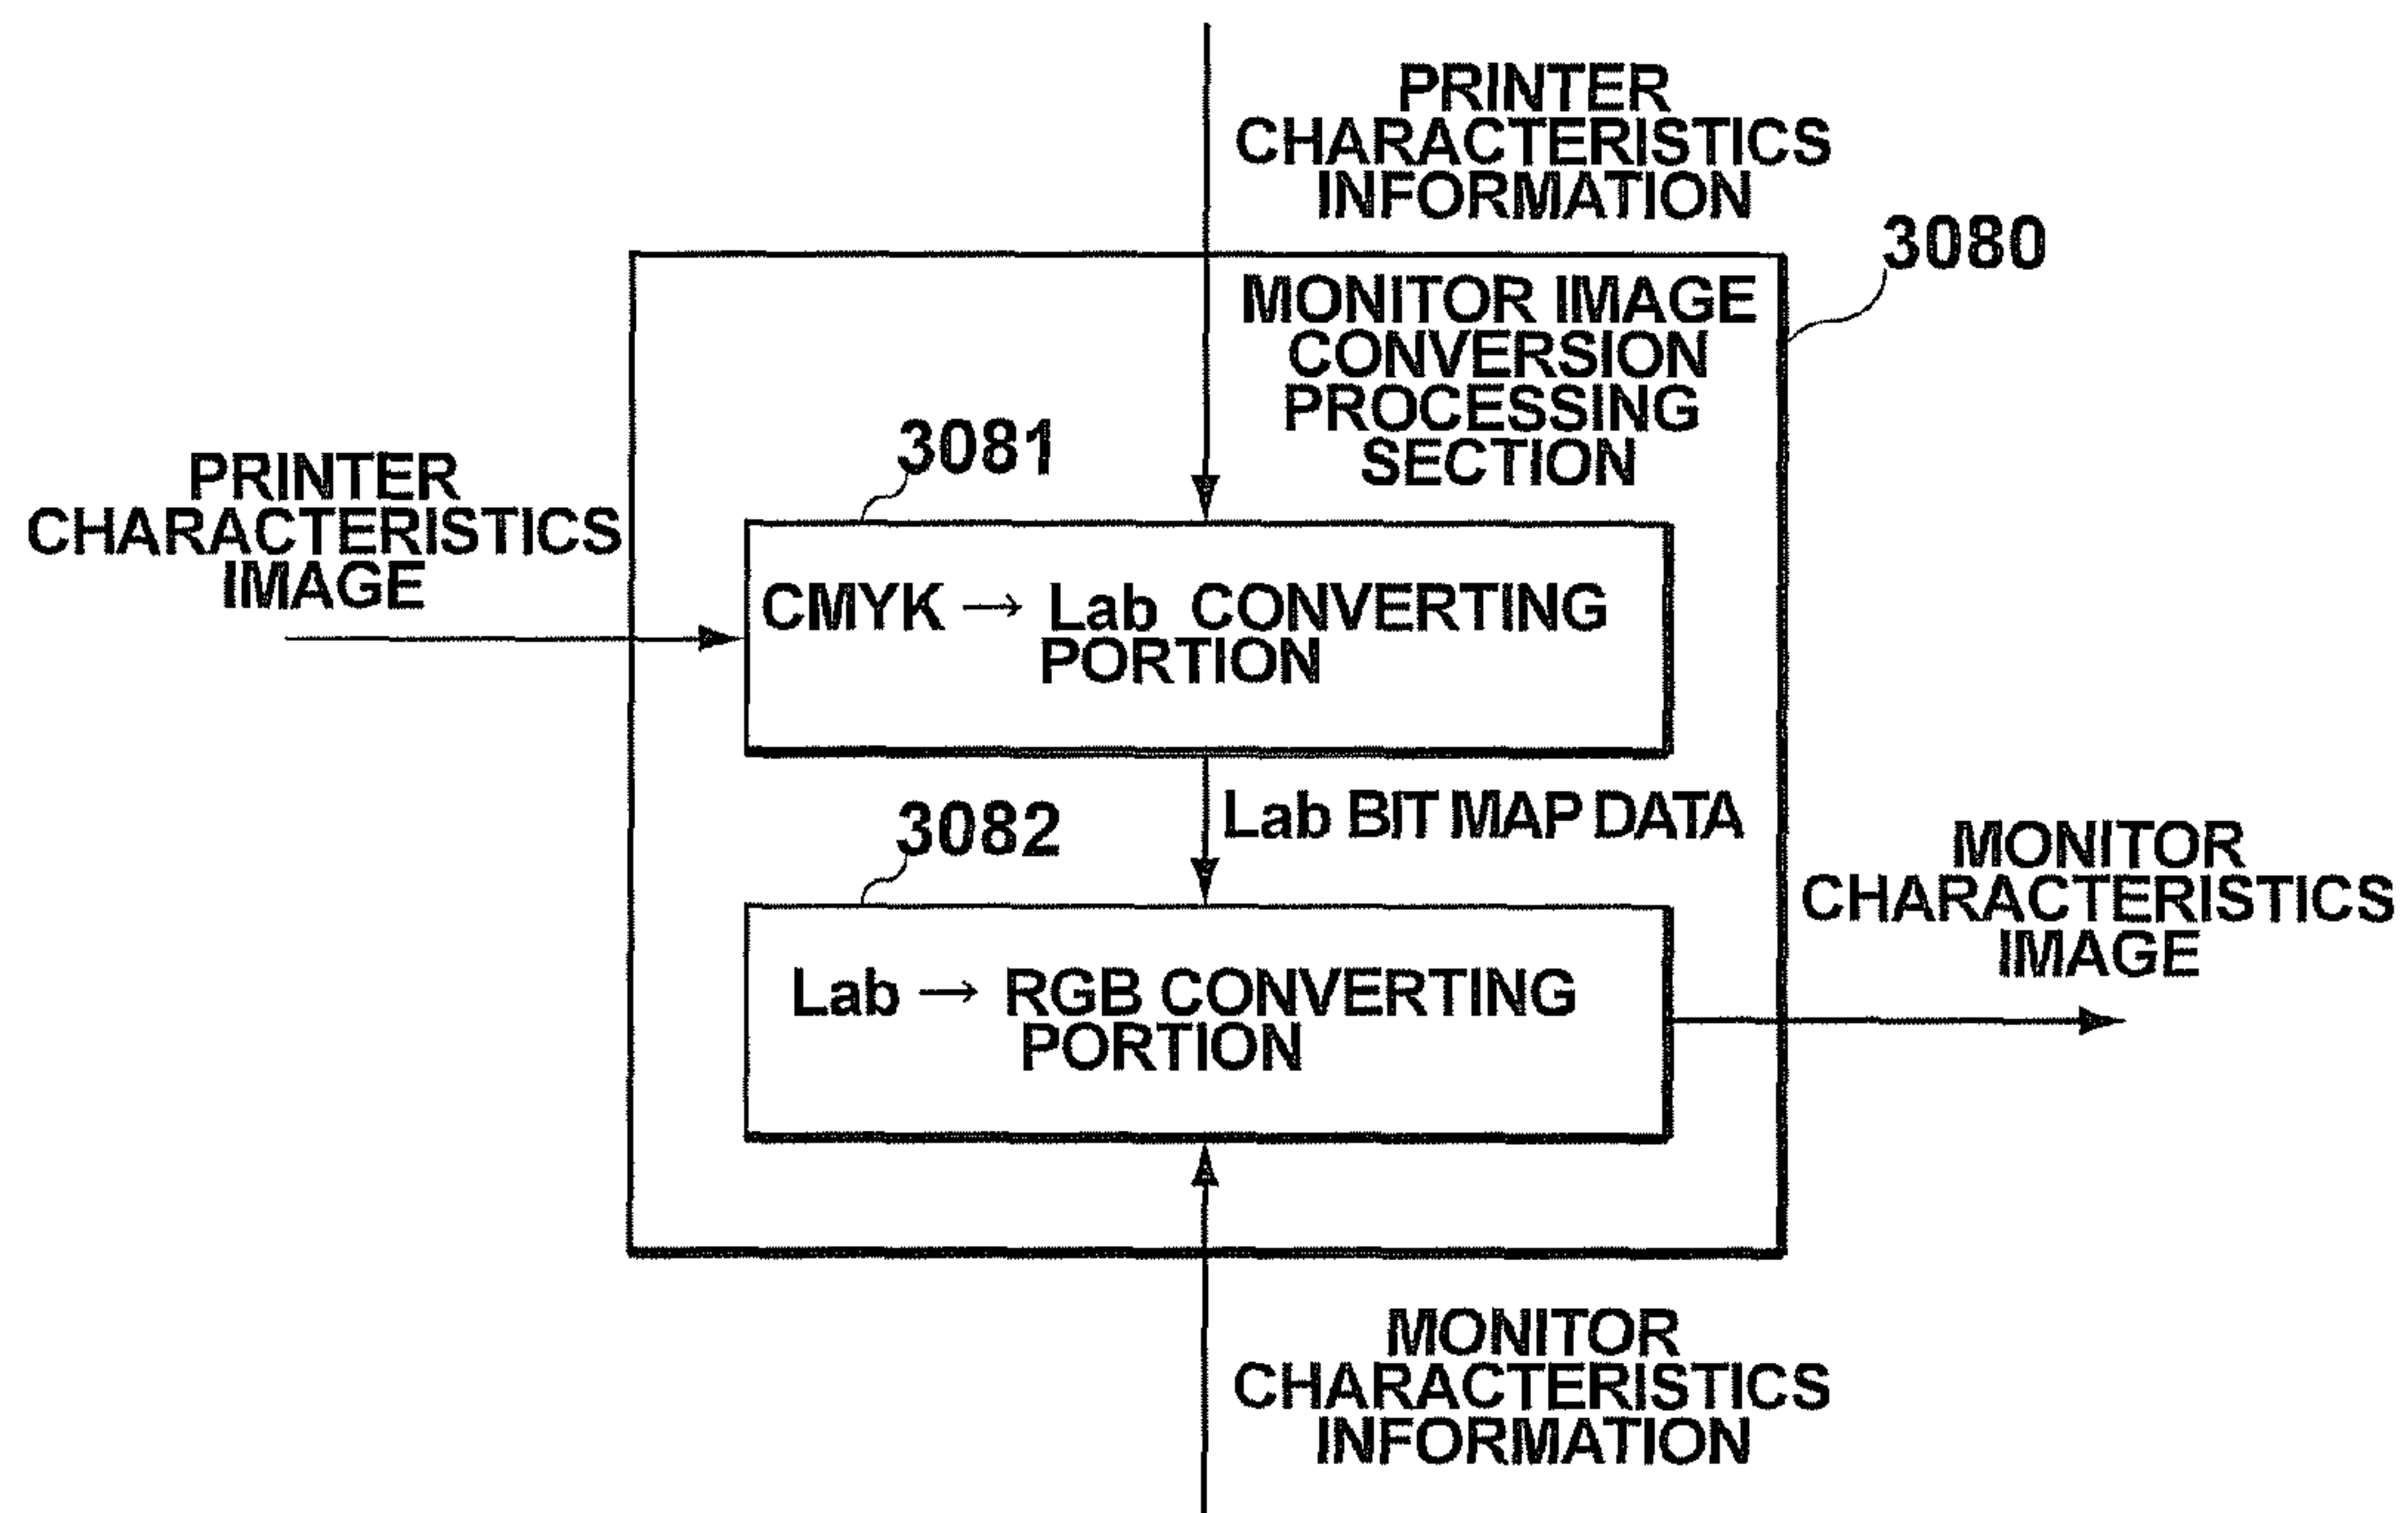 PRINTER
CHARACTERISTICS
INFORMATION
3080
MONITOR IMAGE
CONVERSION
PROCESSING
SECTION
3081
PRINTER
CHARACTERISTICS
IMAGE
CMYK → Lab CONVERTING
PORTION
Lab BIT MAP DATA
3082
MONITOR
CHARACTERISTICS
IMAGE
Lab → RGB CONVERTING
PORTION
MONITOR
CHARACTERISTICS
INFORMATION